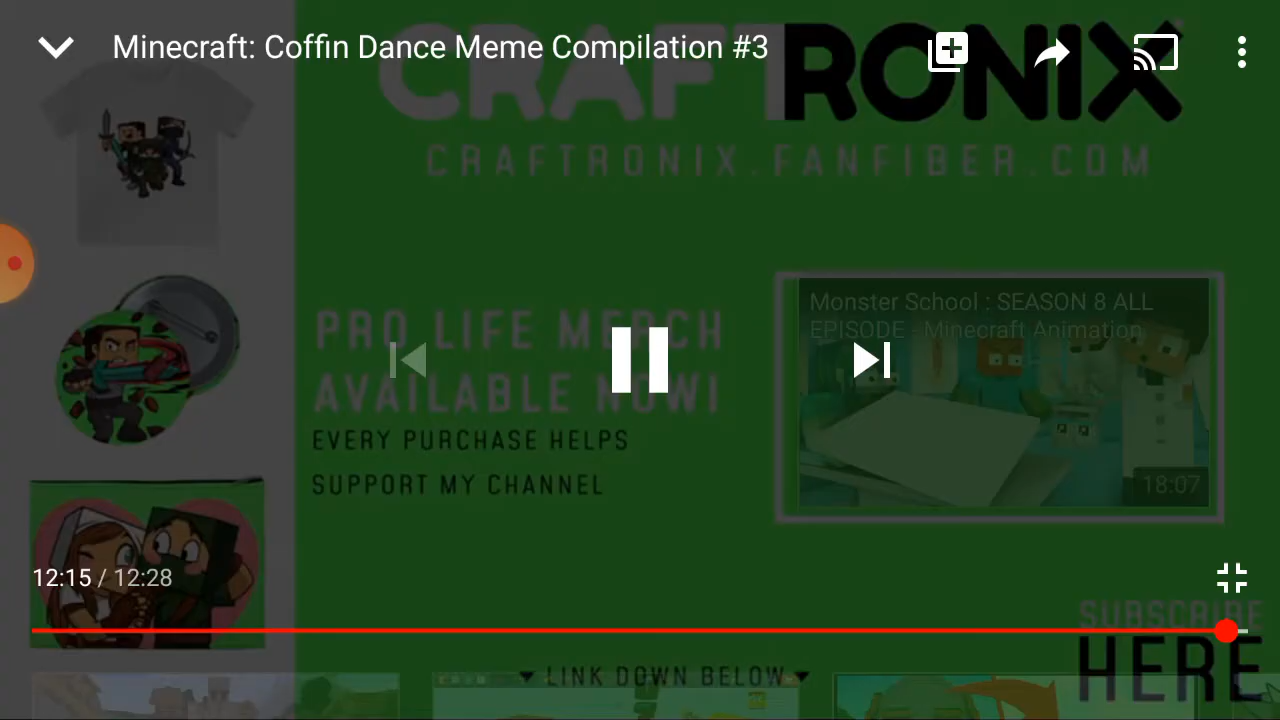 Minecraft: Coffin Dance Meme Compilation #3
CRAFTRONIX
CRAFTRONIX.FANFIBER.COM
PRO LIFE MERCH
AVAILABLE NOW!
EVERY PURCHASE HELPS
SUPPORT MY CHANNEL
Monster School : SEASON 8 ALL
EPISODE - Minecraft Animation
18:07
12:15 / 12:28
SUBSCRIBE
HERE
LINK DOWN BELOW